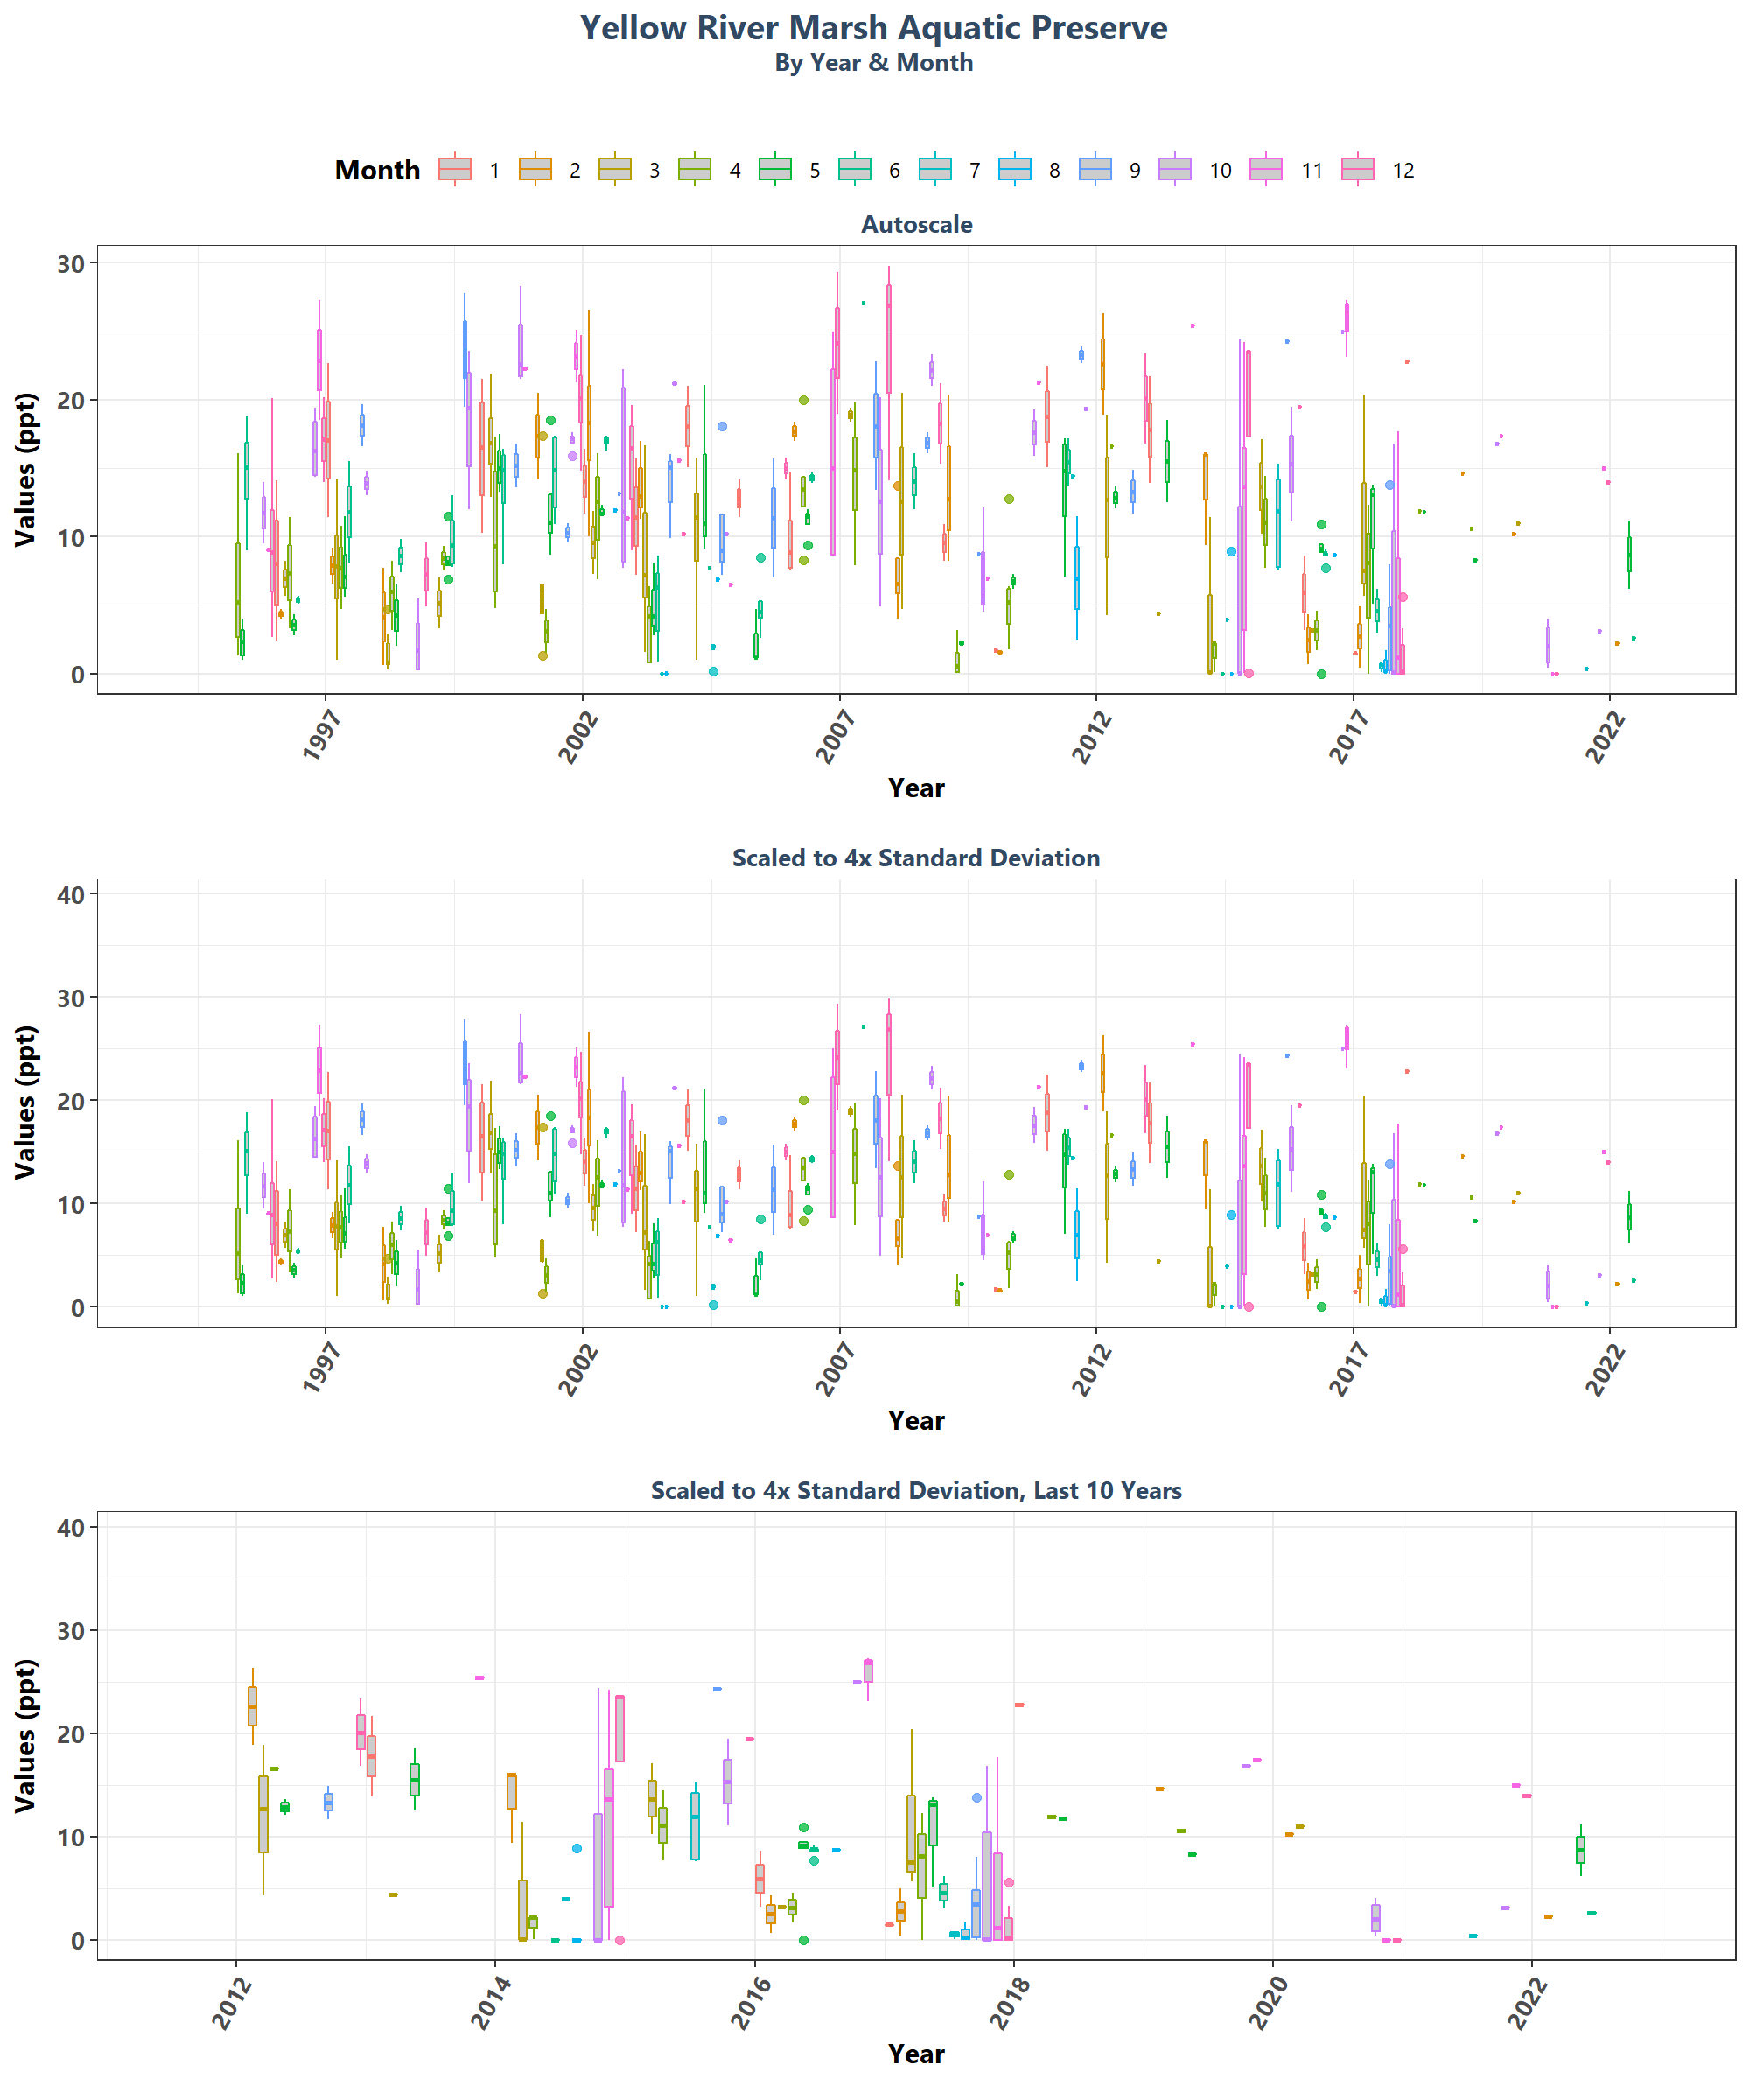 Yellow River Marsh Aquatic Preserve
By Year & Month
Month 1 2 3 4 5 6 7 8 9 10 11 12
Autoscale
Values (ppt)
30
20
10
0
1997 2002 2007 2012 2017 2022
Year
Scaled to 4x Standard Deviation
Values (ppt)
40
30
20
10
0
1997 2002 2007 2012 2017 2022
Year
Scaled to 4x Standard Deviation, Last 10 Years
Values (ppt)
40
30
20
10
0
2012 2014 2016 2018 2020 2022
Year